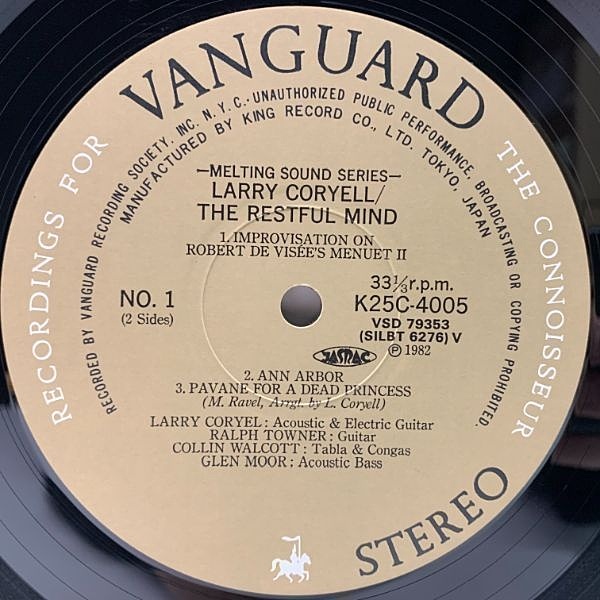 VANGUARD
RECORDINGS FOR THE CONNOISSEUR
RECORDED BY VANGUARD RECORDING SOCIETY, INC. N.Y.C.·UNAUTHORIZED PUBLIC PERFORMANCE, BROADCASTING OR COPYING PROHIBITED.
MANUFACTURED BY KING RECORD CO., LTD. TOKYO, JAPAN
—MELTING SOUND SERIES—
LARRY CORYELL/
THE RESTFUL MIND
1. IMPROVISATION ON
ROBERT DE VISÉE'S MENUET II
NO. 1
(2 Sides)
33⅓r.p.m.
K25C-4005
VSD 79353
(SILBT 6276) V
JASRAC
Ⓟ 1982
2. ANN ARBOR
3. PAVANE FOR A DEAD PRINCESS
(M. Ravel, Arrgt. by L. Coryell)
LARRY CORYEL : Acoustic & Electric Guitar
RALPH TOWNER : Guitar
COLLIN WALCOTT : Tabla & Congas
GLEN MOOR : Acoustic Bass
STEREO